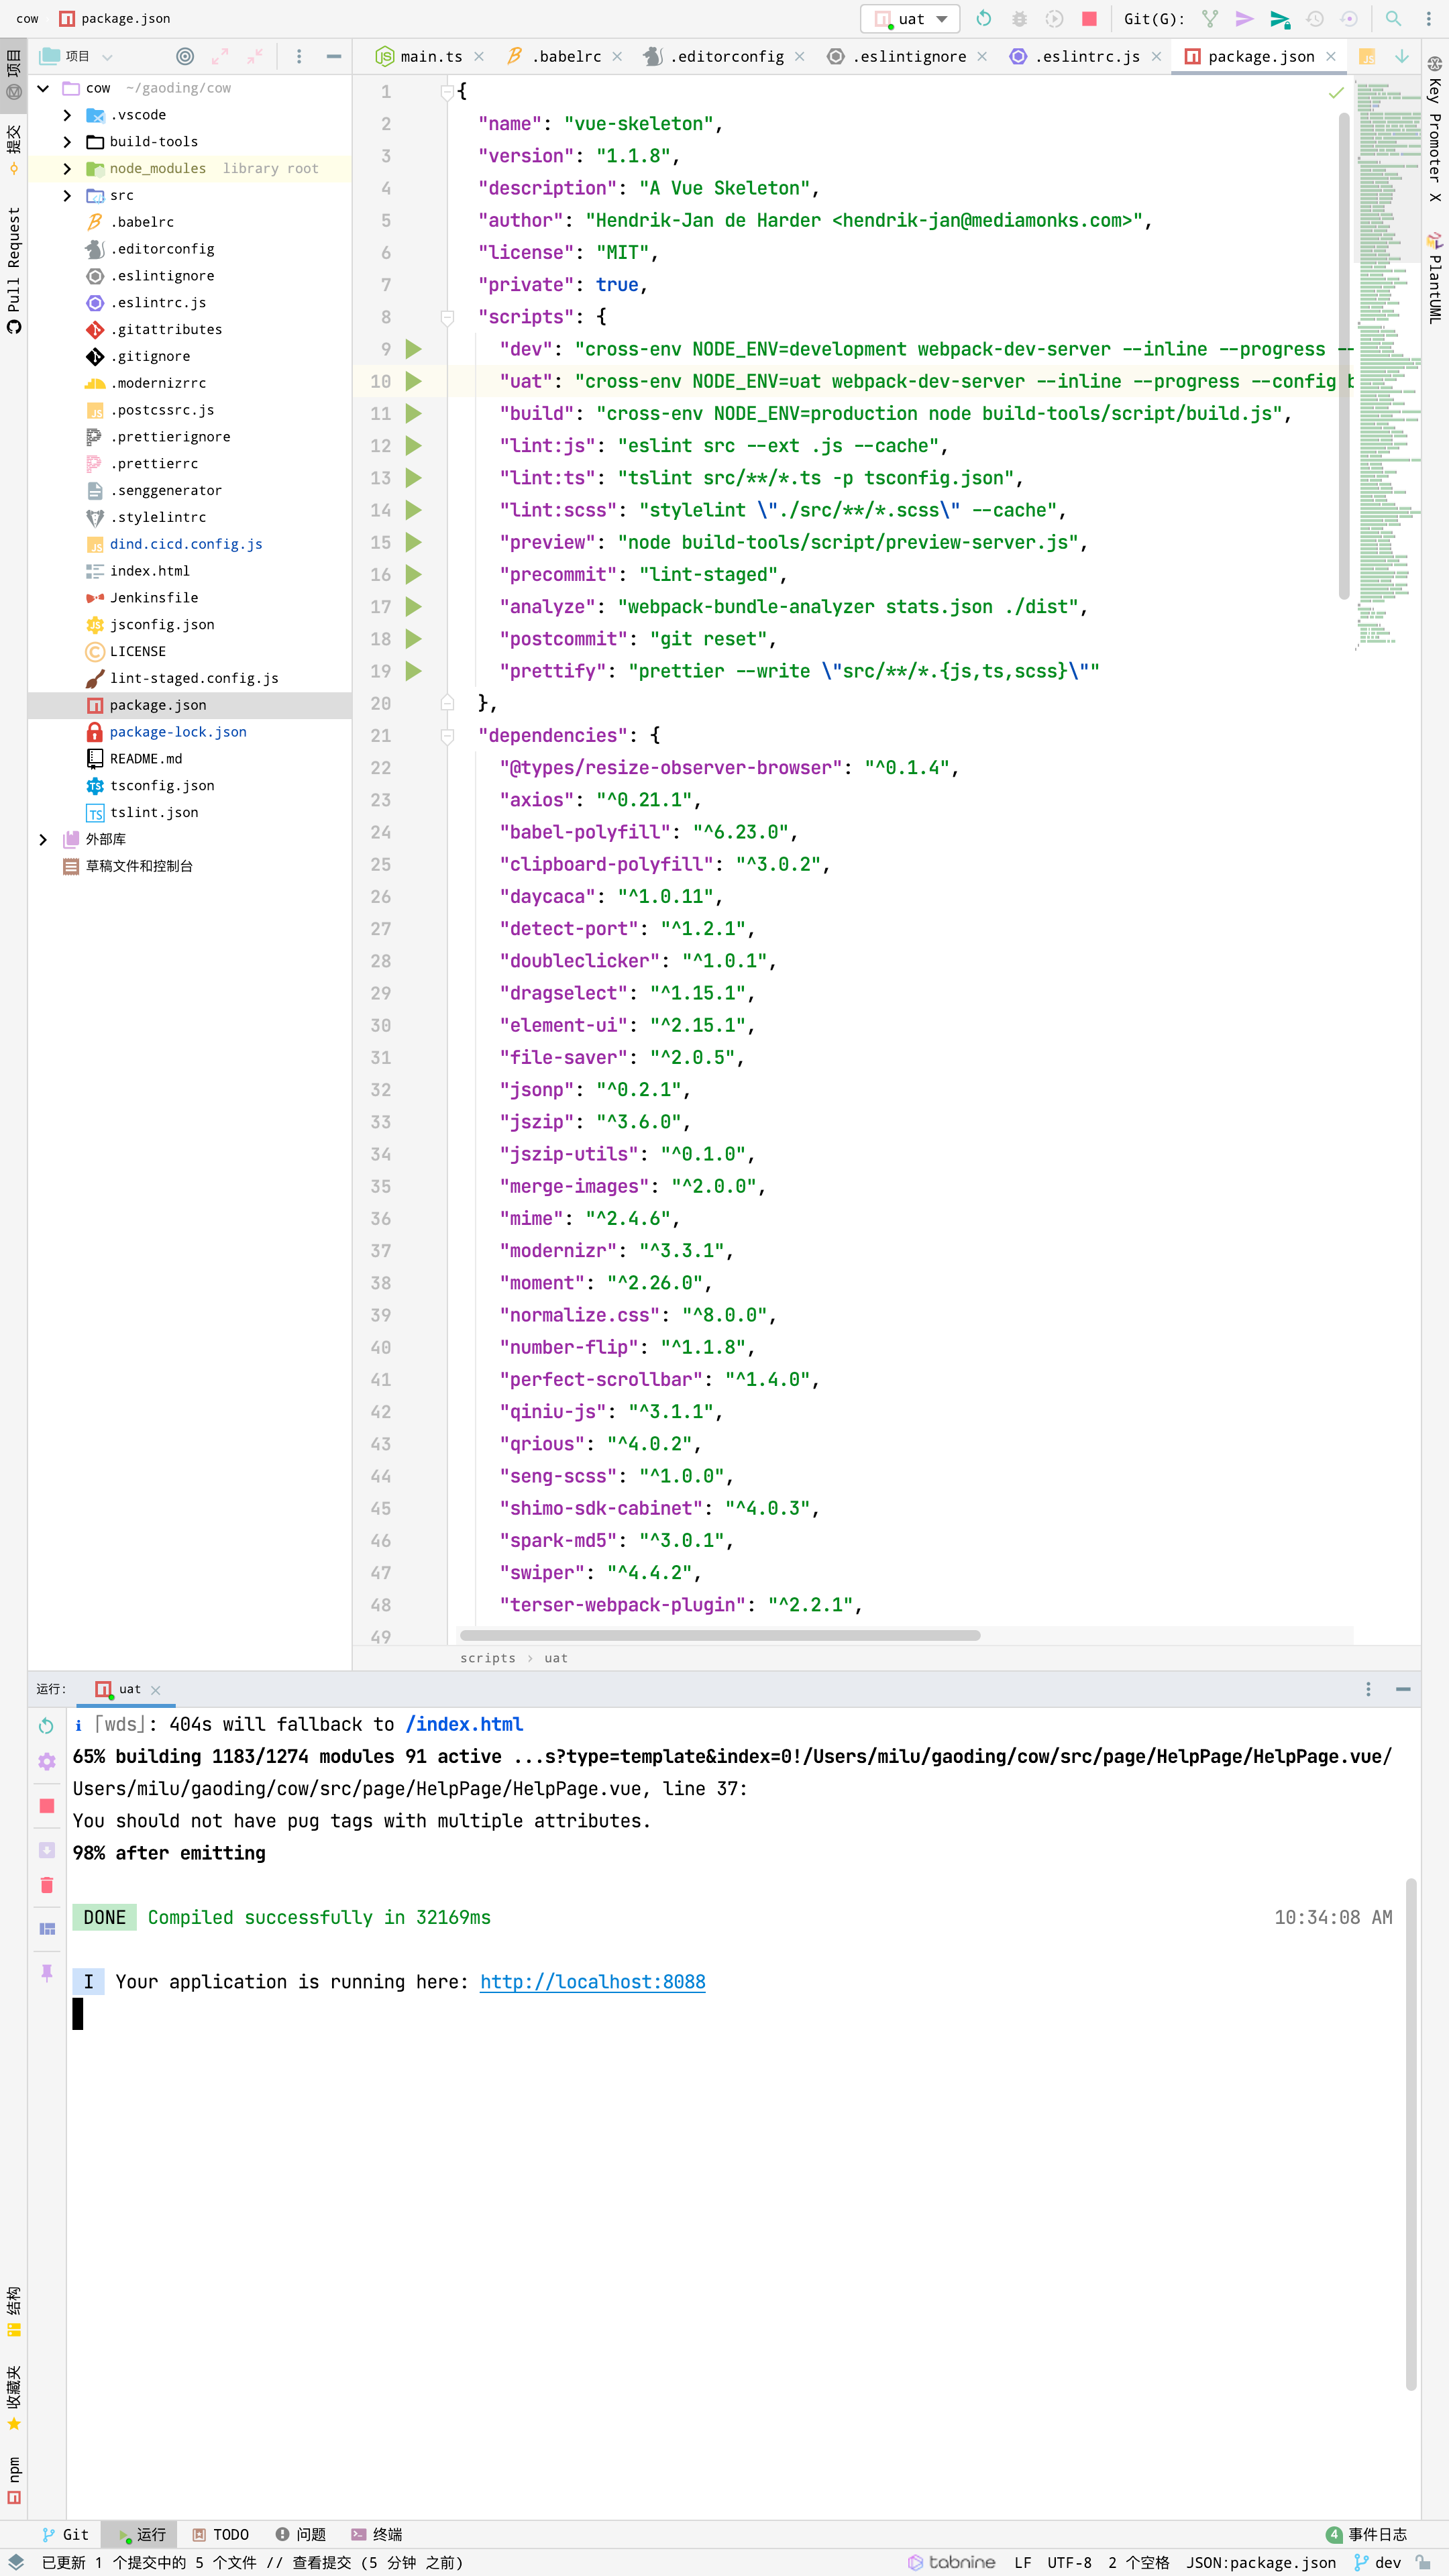 cow package.json
uat Git(G):
项目
main.ts .babelrc .editorconfig .eslintignore .eslintrc.js package.json
项目
提交
Pull Request
cow ~/gaoding/cow
.vscode
build-tools
node_modules library root
src
.babelrc
.editorconfig
.eslintignore
.eslintrc.js
.gitattributes
.gitignore
.modernizrrc
.postcssrc.js
.prettierignore
.prettierrc
.senggenerator
.stylelintrc
dind.cicd.config.js
index.html
Jenkinsfile
jsconfig.json
LICENSE
lint-staged.config.js
package.json
package-lock.json
README.md
tsconfig.json
tslint.json
外部库
草稿文件和控制台
1 {
2 "name": "vue-skeleton",
3 "version": "1.1.8",
4 "description": "A Vue Skeleton",
5 "author": "Hendrik-Jan de Harder <hendrik-jan@mediamonks.com>",
6 "license": "MIT",
7 "private": true,
8 "scripts": {
9 "dev": "cross-env NODE_ENV=development webpack-dev-server --inline --progress --
10 "uat": "cross-env NODE_ENV=uat webpack-dev-server --inline --progress --config b
11 "build": "cross-env NODE_ENV=production node build-tools/script/build.js",
12 "lint:js": "eslint src --ext .js --cache",
13 "lint:ts": "tslint src/**/*.ts -p tsconfig.json",
14 "lint:scss": "stylelint \"./src/**/*.scss\" --cache",
15 "preview": "node build-tools/script/preview-server.js",
16 "precommit": "lint-staged",
17 "analyze": "webpack-bundle-analyzer stats.json ./dist",
18 "postcommit": "git reset",
19 "prettify": "prettier --write \"src/**/*.{js,ts,scss}\""
20 },
21 "dependencies": {
22 "@types/resize-observer-browser": "^0.1.4",
23 "axios": "^0.21.1",
24 "babel-polyfill": "^6.23.0",
25 "clipboard-polyfill": "^3.0.2",
26 "daycaca": "^1.0.11",
27 "detect-port": "^1.2.1",
28 "doubleclicker": "^1.0.1",
29 "dragselect": "^1.15.1",
30 "element-ui": "^2.15.1",
31 "file-saver": "^2.0.5",
32 "jsonp": "^0.2.1",
33 "jszip": "^3.6.0",
34 "jszip-utils": "^0.1.0",
35 "merge-images": "^2.0.0",
36 "mime": "^2.4.6",
37 "modernizr": "^3.3.1",
38 "moment": "^2.26.0",
39 "normalize.css": "^8.0.0",
40 "number-flip": "^1.1.8",
41 "perfect-scrollbar": "^1.4.0",
42 "qiniu-js": "^3.1.1",
43 "qrious": "^4.0.2",
44 "seng-scss": "^1.0.0",
45 "shimo-sdk-cabinet": "^4.0.3",
46 "spark-md5": "^3.0.1",
47 "swiper": "^4.4.2",
48 "terser-webpack-plugin": "^2.2.1",
49
scripts › uat
Key Promoter X
PlantUML
运行: uat
ℹ ｢wds｣: 404s will fallback to /index.html
65% building 1183/1274 modules 91 active ...s?type=template&index=0!/Users/milu/gaoding/cow/src/page/HelpPage/HelpPage.vue/
Users/milu/gaoding/cow/src/page/HelpPage/HelpPage.vue, line 37:
You should not have pug tags with multiple attributes.
98% after emitting
DONE Compiled successfully in 32169ms 10:34:08 AM
I Your application is running here: http://localhost:8088
结构
收藏夹
npm
Git 运行 TODO 问题 终端 4 事件日志
已更新 1 个提交中的 5 个文件 // 查看提交 (5 分钟 之前) tabnine LF UTF-8 2 个空格 JSON:package.json dev